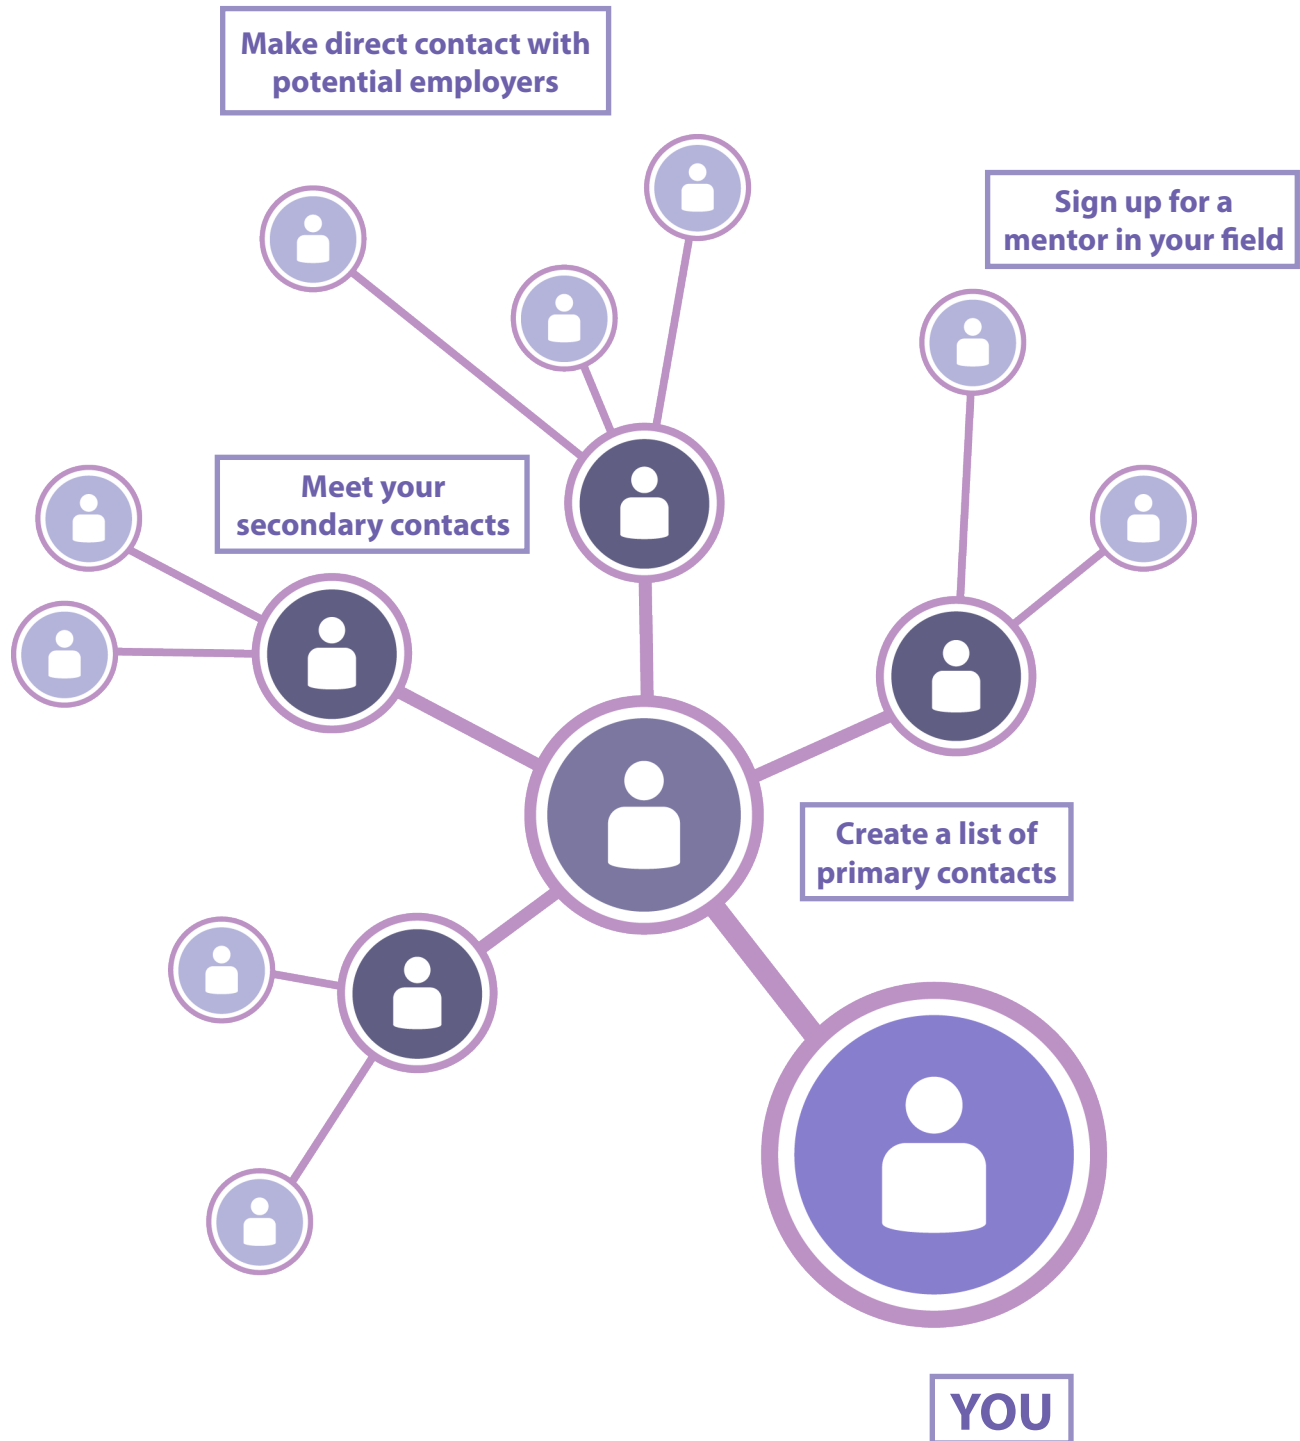 Make direct contact with
potential employers
Sign up for a
mentor in your field
Meet your
secondary contacts
Create a list of
primary contacts
YOU